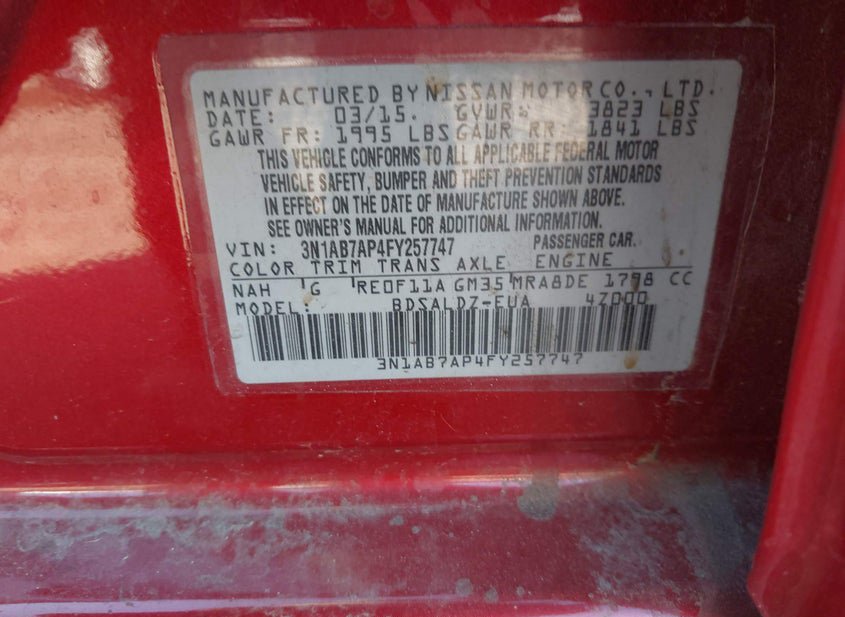 MANUFACTURED BY NISSAN MOTOR CO., LTD.
DATE: 03/15. GVWR: 3823 LBS
GAWR FR: 1995 LBS GAWR RR: 1841 LBS
THIS VEHICLE CONFORMS TO ALL APPLICABLE FEDERAL MOTOR
VEHICLE SAFETY, BUMPER AND THEFT PREVENTION STANDARDS
IN EFFECT ON THE DATE OF MANUFACTURE SHOWN ABOVE.
SEE OWNER'S MANUAL FOR ADDITIONAL INFORMATION.
VIN: 3N1AB7AP4FY257747 PASSENGER CAR.
COLOR TRIM TRANS AXLE ENGINE
NAH G RE0F11A GM35 MRA8DE 1798 CC
MODEL: BDSALDZ-EUA 4Z000
3N1AB7AP4FY257747